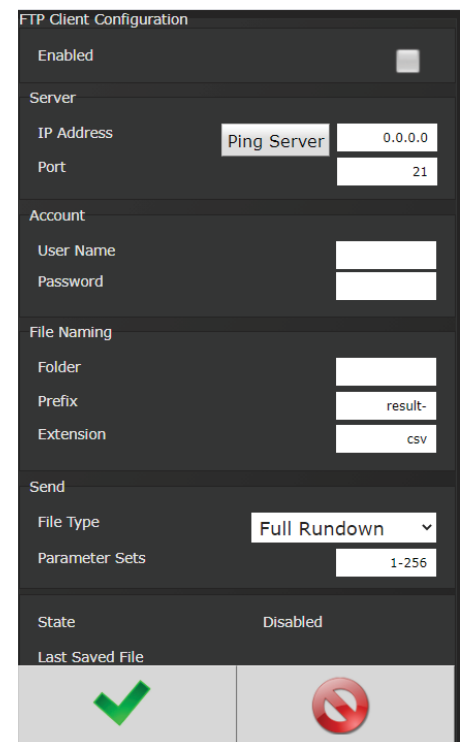 FTP Client Configuration
Enabled
Server
IP Address Ping Server 0.0.0.0
Port 21
Account
User Name
Password
File Naming
Folder
Prefix result-
Extension csv
Send
File Type Full Rundown
Parameter Sets 1-256
State Disabled
Last Saved File